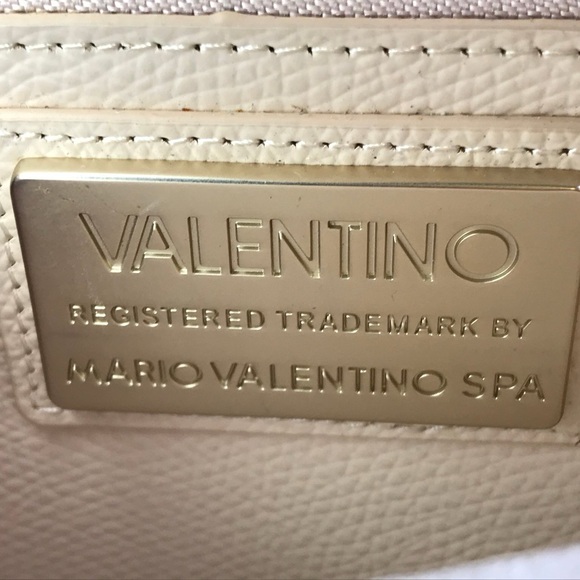 VALENTINO
REGISTERED TRADEMARK BY
MARIO VALENTINO SPA